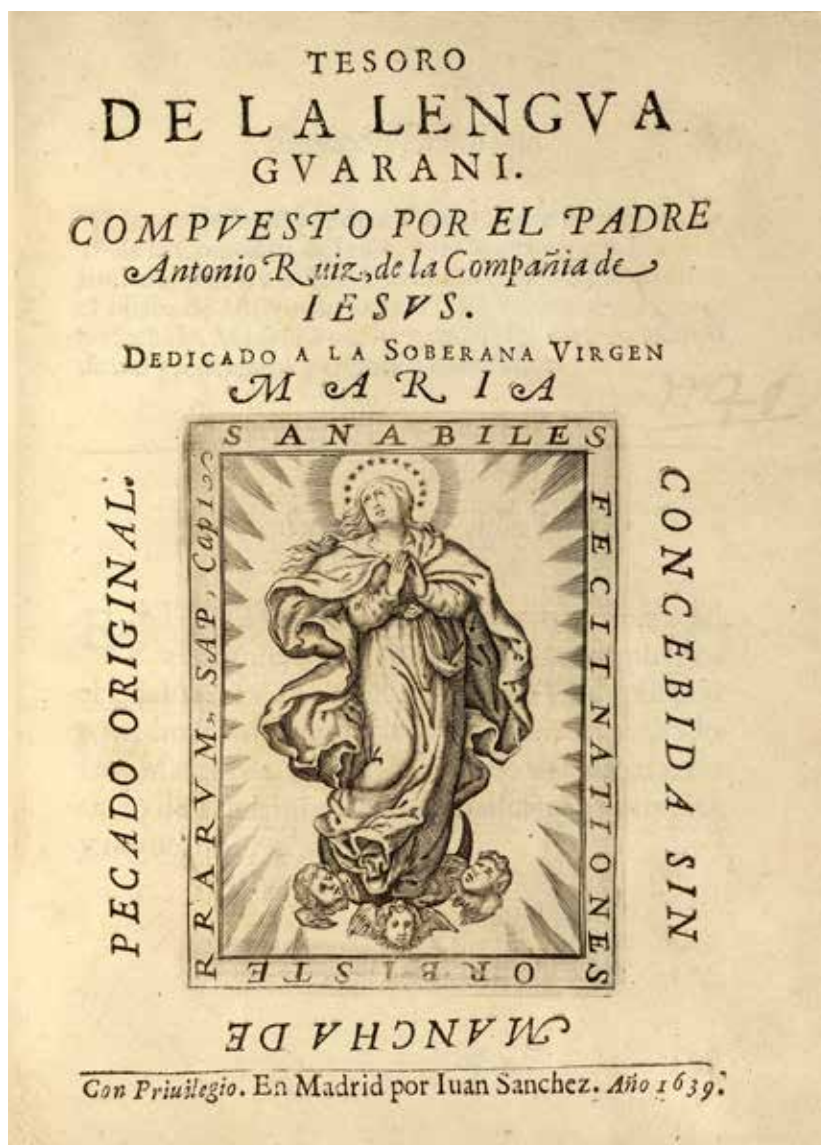 TESORO
DE LA LENGVA
GVARANI.
COMPVESTO POR EL PADRE
Antonio Ruiz, de la Compañia de
IESVS.
DEDICADO A LA SOBERANA VIRGEN
MARIA
SANABILES
FECIT NATIONES
ORBISTE
RRARVM, SAP, Cap 1
CONCEBIDA SIN
MANCHA DE
PECADO ORIGINAL.
Con Priuilegio. En Madrid por Iuan Sanchez. Año 1639.